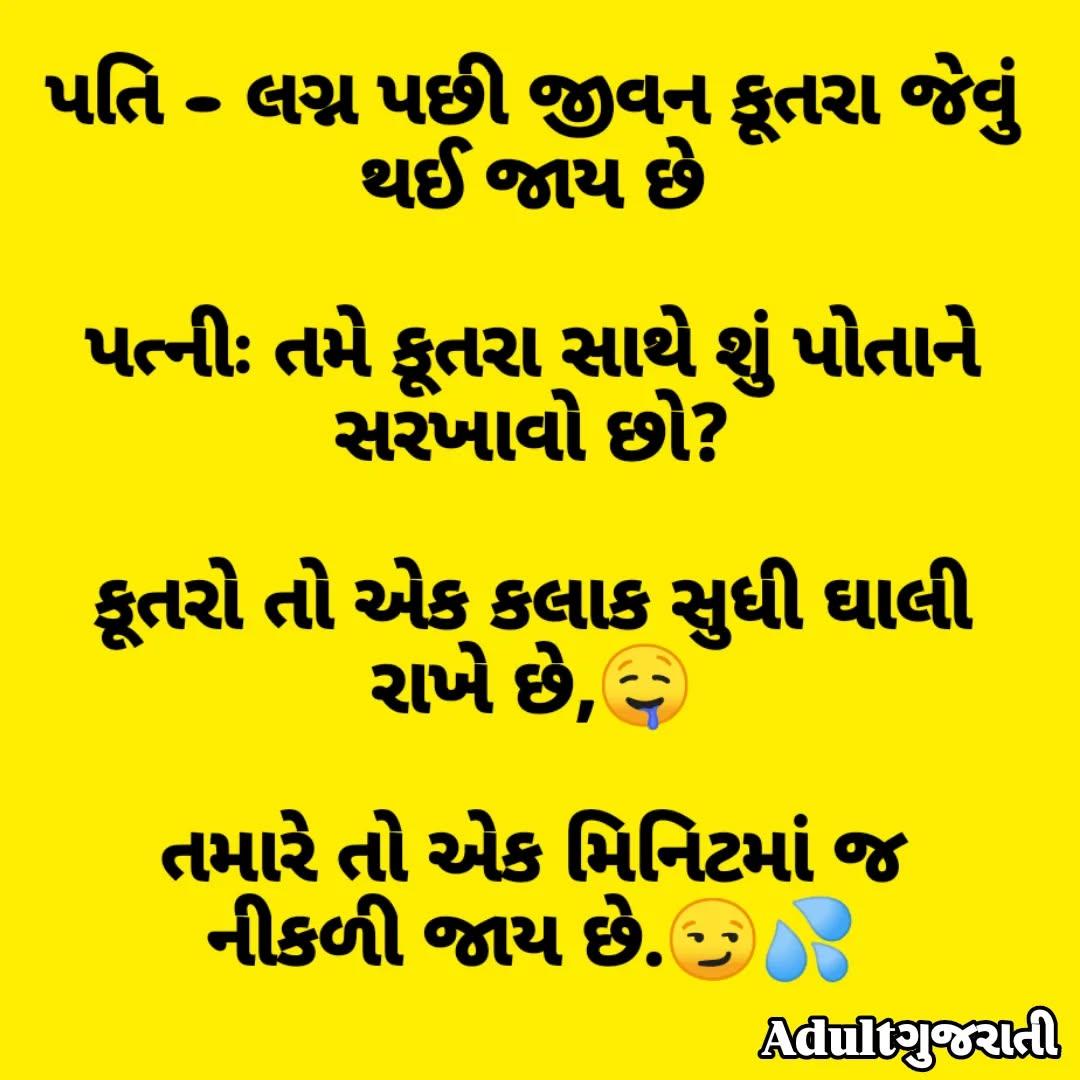 પતિ - લગ્ન પછી જીવન કૂતરા જેવું
થઈ જાય છે
પત્નીઃ તમે કૂતરા સાથે શું પોતાને
સરખાવો છો?
કૂતરો તો એક કલાક સુધી ઘાલી
રાખે છે,🤤
તમારે તો એક મિનિટમાં જ
નીકળી જાય છે.😏💦
Adultગુજરાતી